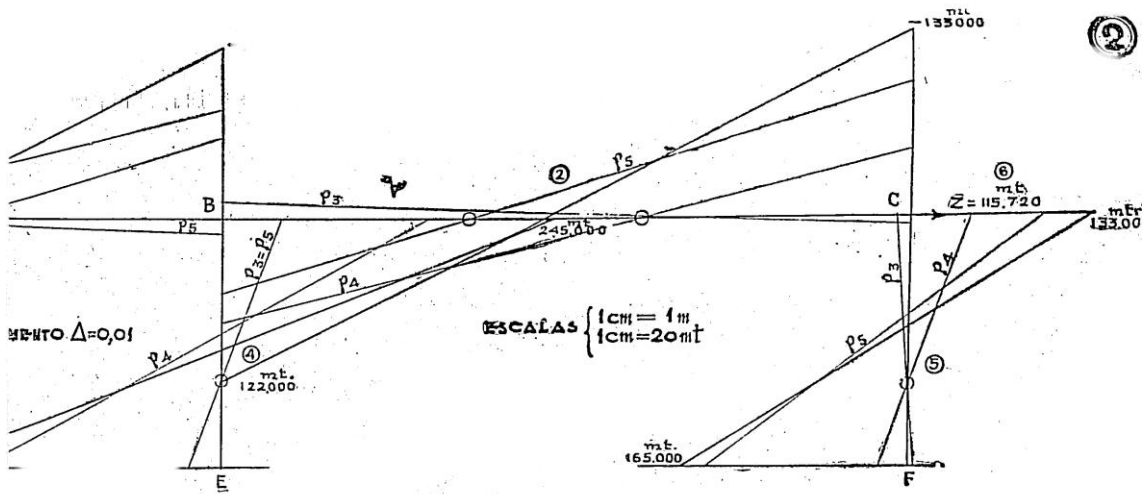 mt.
133.000
2
B
P3
2
P5
C
6
mt.
Z=115.720
mtr
133.00
P5
mt.
245.000
P3=P5
P4
P3
P4
MENTO Δ=0,01
ESCALAS { 1cm = 1m
1cm = 20mt
P4
4
mt.
122.000
P5
5
mt.
165.000
E
F